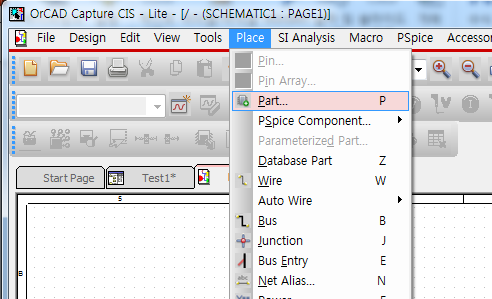 OrCAD Capture CIS - Lite - [/ - (SCHEMATIC1 : PAGE1)]
File Design Edit View Tools Place SI Analysis Macro PSpice Accessor
Pin...
Pin Array...
Part... P
PSpice Component...
Parameterized Part...
Database Part Z
Wire W
Auto Wire
Bus B
Junction J
Bus Entry E
Net Alias... N
Start Page Test1*
5 4 3